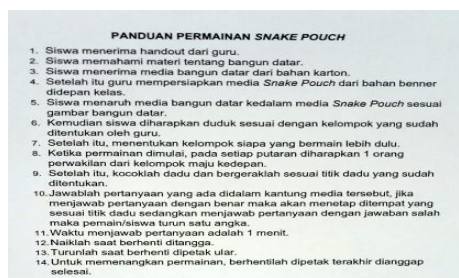 PANDUAN PERMAINAN SNAKE POUCH
1. Siswa menerima handout dari guru.
2. Siswa memahami materi tentang bangun datar.
3. Siswa menerima media bangun datar dari bahan karton.
4. Setelah itu guru mempersiapkan media Snake Pouch dari bahan benner
didepan kelas.
5. Siswa menaruh media bangun datar kedalam media Snake Pouch sesuai
gambar bangun datar.
6. Kemudian siswa diharapkan duduk sesuai dengan kelompok yang sudah
ditentukan oleh guru.
7. Setelah itu, menentukan kelompok siapa yang bermain lebih dulu.
8. Ketika permainan dimulai, pada setiap putaran diharapkan 1 orang
perwakilan dari kelompok maju kedepan.
9. Setelah itu, kocoklah dadu dan bergeraklah sesuai titik dadu yang sudah
ditentukan.
10. Jawablah pertanyaan yang ada didalam kantung media tersebut, jika
menjawab pertanyaan dengan benar maka akan menetap ditempat yang
sesuai titik dadu sedangkan menjawab pertanyaan dengan jawaban salah
maka pemain/siswa turun satu angka.
11. Waktu menjawab pertanyaan adalah 1 menit.
12. Naiklah saat berhenti ditangga.
13. Turunlah saat berhenti dipetak ular.
14. Untuk memenangkan permainan, berhentilah dipetak terakhir dianggap
selesai.